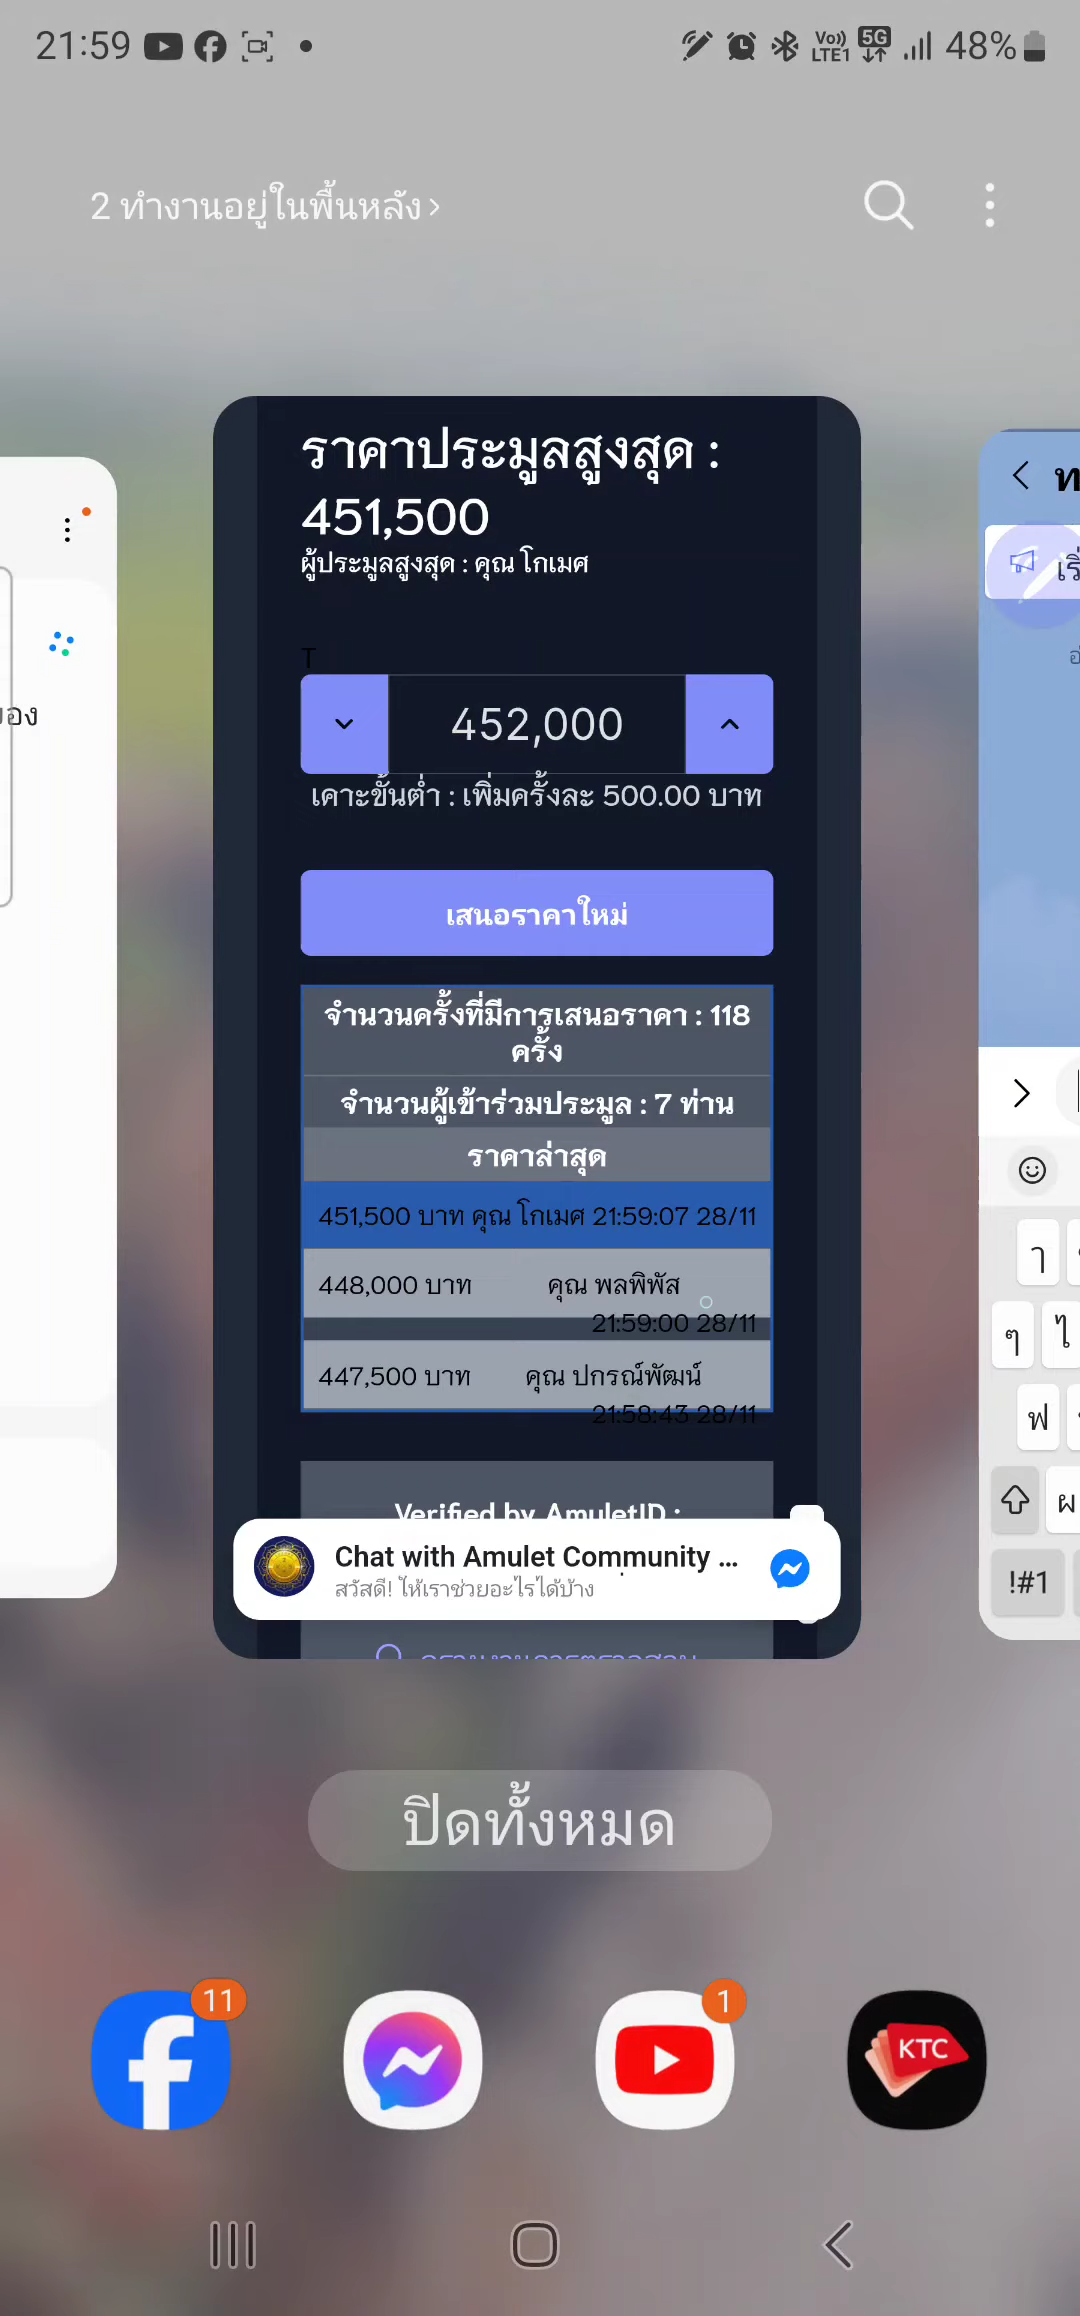 21:59
Vo)) LTE1 5G 48%
2 ทำงานอยู่ในพื้นหลัง
ราคาประมูลสูงสุด :
451,500
ผู้ประมูลสูงสุด : คุณ โกเมศ
T
452,000
เคาะขั้นต่ำ : เพิ่มครั้งละ 500.00 บาท
เสนอราคาใหม่
จำนวนครั้งที่มีการเสนอราคา : 118
ครั้ง
จำนวนผู้เข้าร่วมประมูล : 7 ท่าน
ราคาล่าสุด
451,500 บาท คุณ โกเมศ 21:59:07 28/11
448,000 บาท คุณ พลพิพัส
21:59:00 28/11
447,500 บาท คุณ ปกรณ์พัฒน์
21:58:43 28/11
Verified by AmuletID :
Chat with Amulet Community ...
สวัสดี! ให้เราช่วยอะไรได้บ้าง
า
ๆ ไ
ฟ
ผ
!#1
ปิดทั้งหมด
11
1
KTC